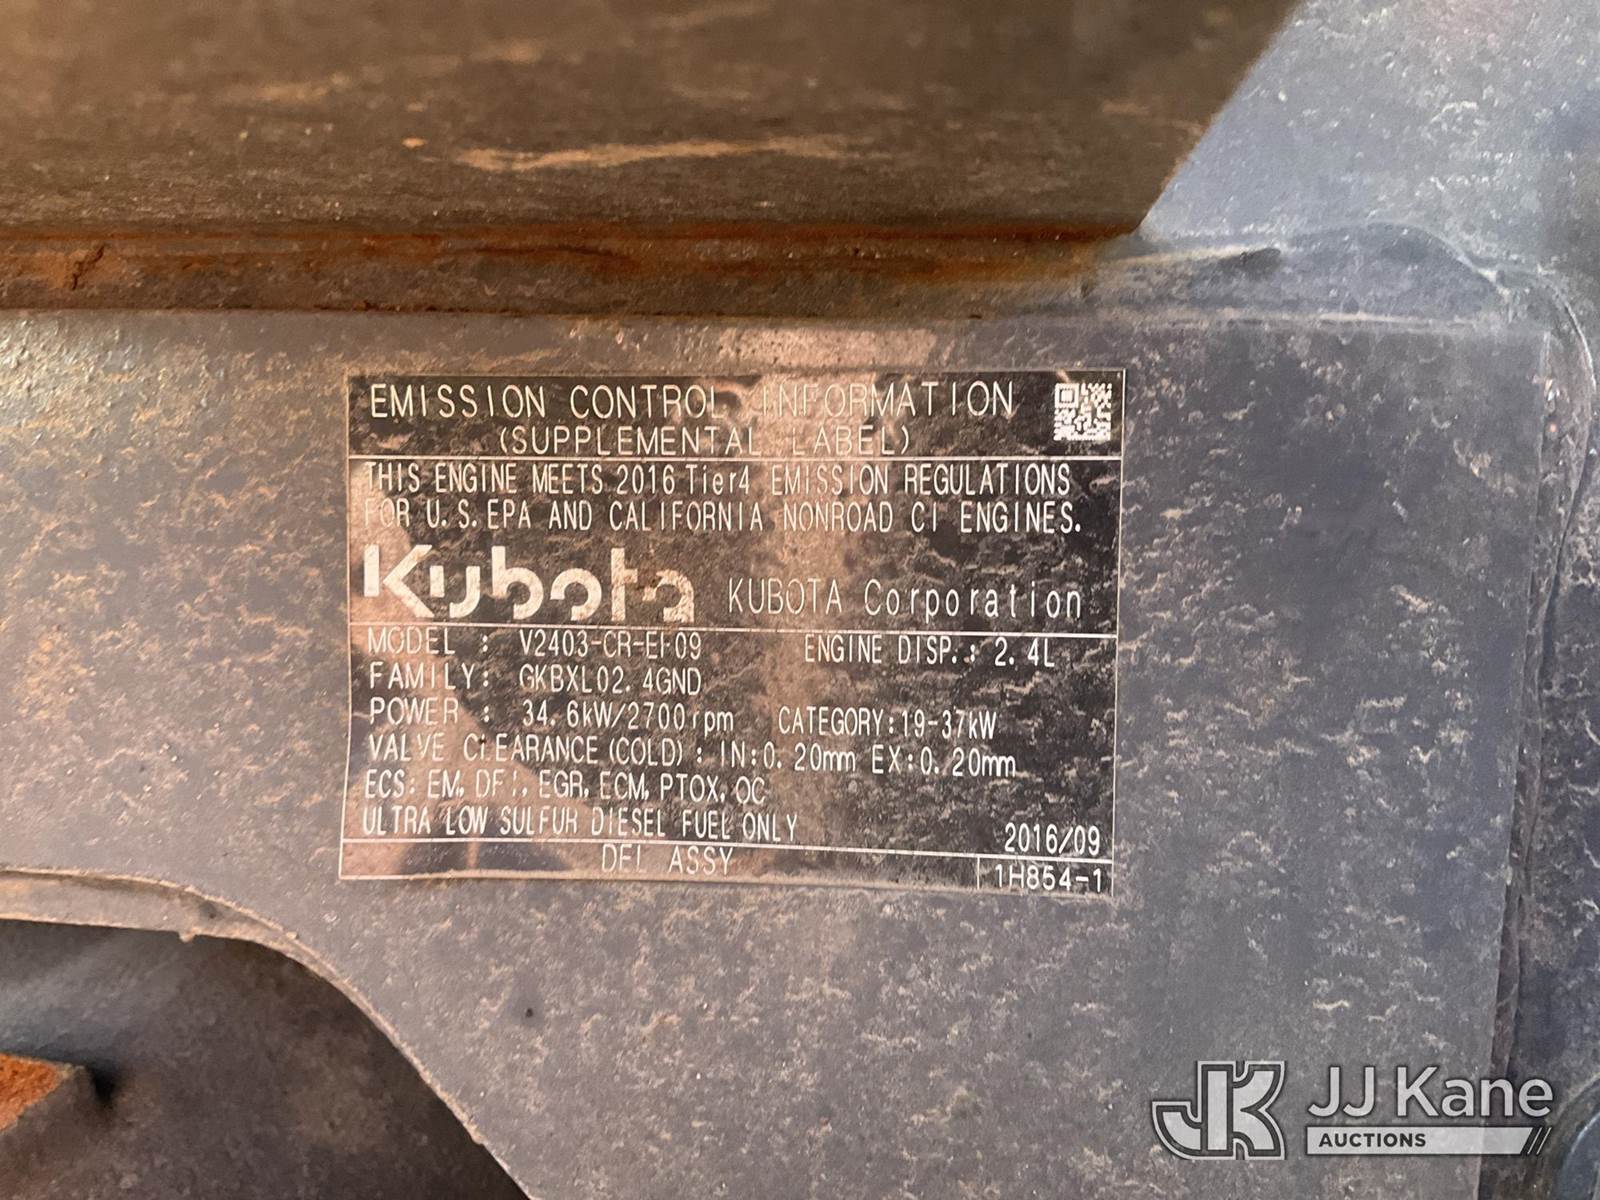 EMISSION CONTROL INFORMATION
(SUPPLEMENTAL LABEL)
THIS ENGINE MEETS 2016 Tier4 EMISSION REGULATIONS
FOR U.S.EPA AND CALIFORNIA NONROAD CI ENGINES.
Kubota KUBOTA Corporation
MODEL : V2403-CR-EF09 ENGINE DISP.: 2.4L
FAMILY: GKBXL02.4GND
POWER : 34.6kW/2700rpm CATEGORY:19-37kW
VALVE CLEARANCE(COLD): IN:0.20mm EX:0.20mm
ECS: EM, DFI, EGR, ECM, PTOX, OC
ULTRA LOW SULFUR DIESEL FUEL ONLY 2016/09
DFI ASSY 1H854-1
JK JJ Kane
AUCTIONS